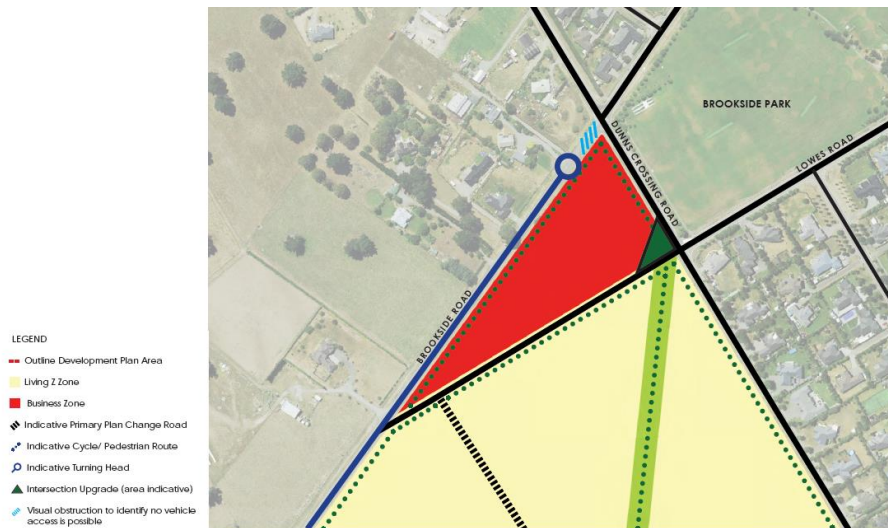 BROOKSIDE PARK
DUNNS CROSSING ROAD
LOWES ROAD
BROOKSIDE ROAD
LEGEND
Outline Development Plan Area
Living Z Zone
Business Zone
Indicative Primary Plan Change Road
Indicative Cycle/ Pedestrian Route
Indicative Turning Head
Intersection Upgrade (area indicative)
Visual obstruction to identify no vehicle
access is possible